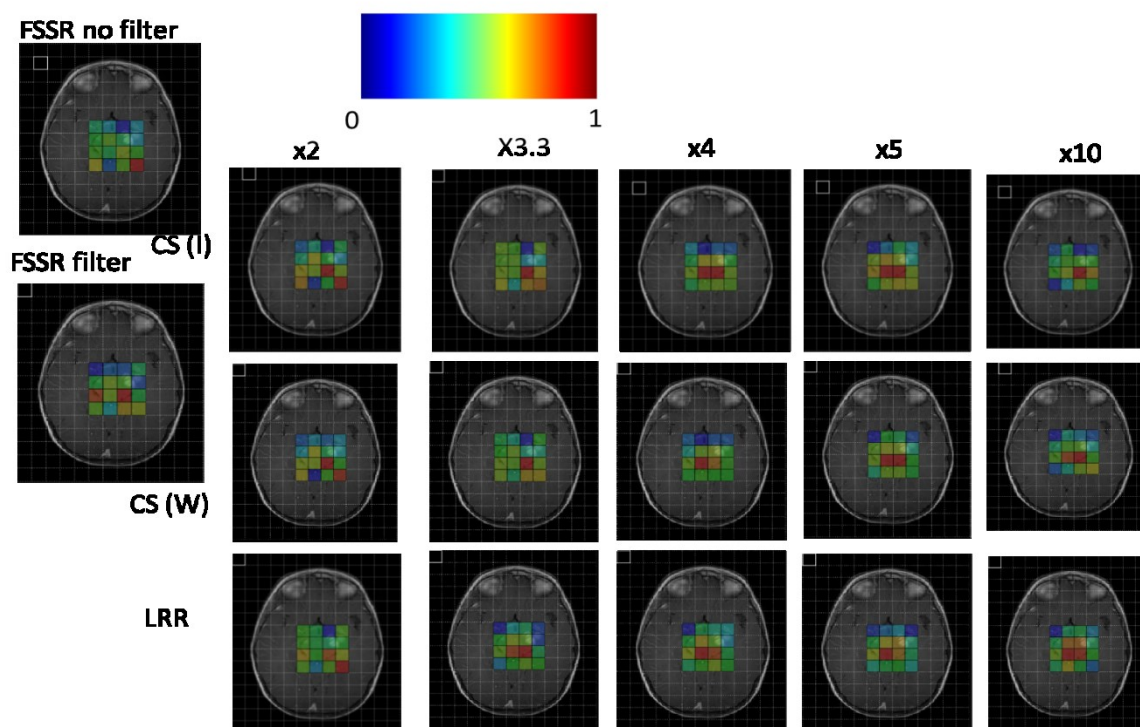 FSSR no filter
0 1
x2 X3.3 x4 x5 x10
CS (I)
FSSR filter
CS (W)
LRR